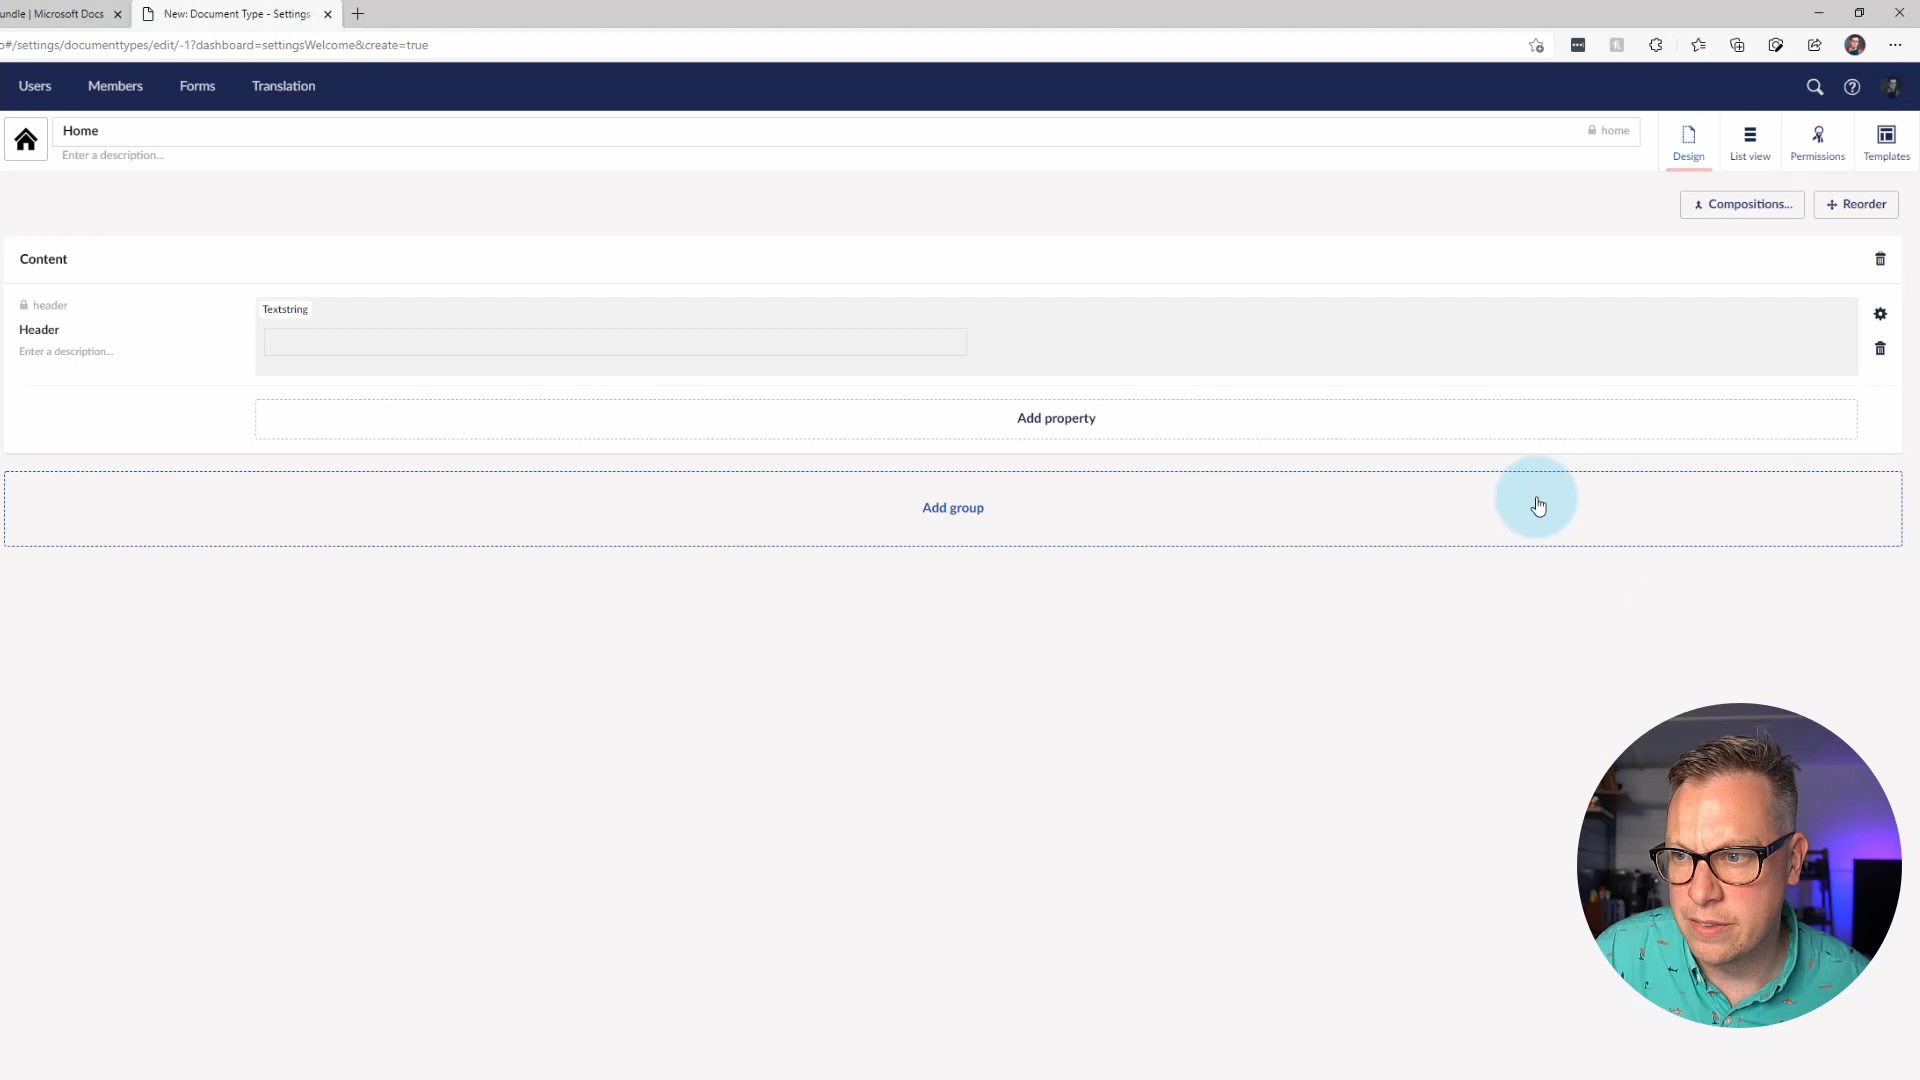 undle | Microsoft Docs
New: Document Type - Settings
o#/settings/documenttypes/edit/-1?dashboard=settingsWelcome&create=true
Users
Members
Forms
Translation
Home
home
Enter a description...
Design
List view
Permissions
Templates
Compositions...
Reorder
Content
header
Header
Enter a description...
Textstring
Add property
Add group